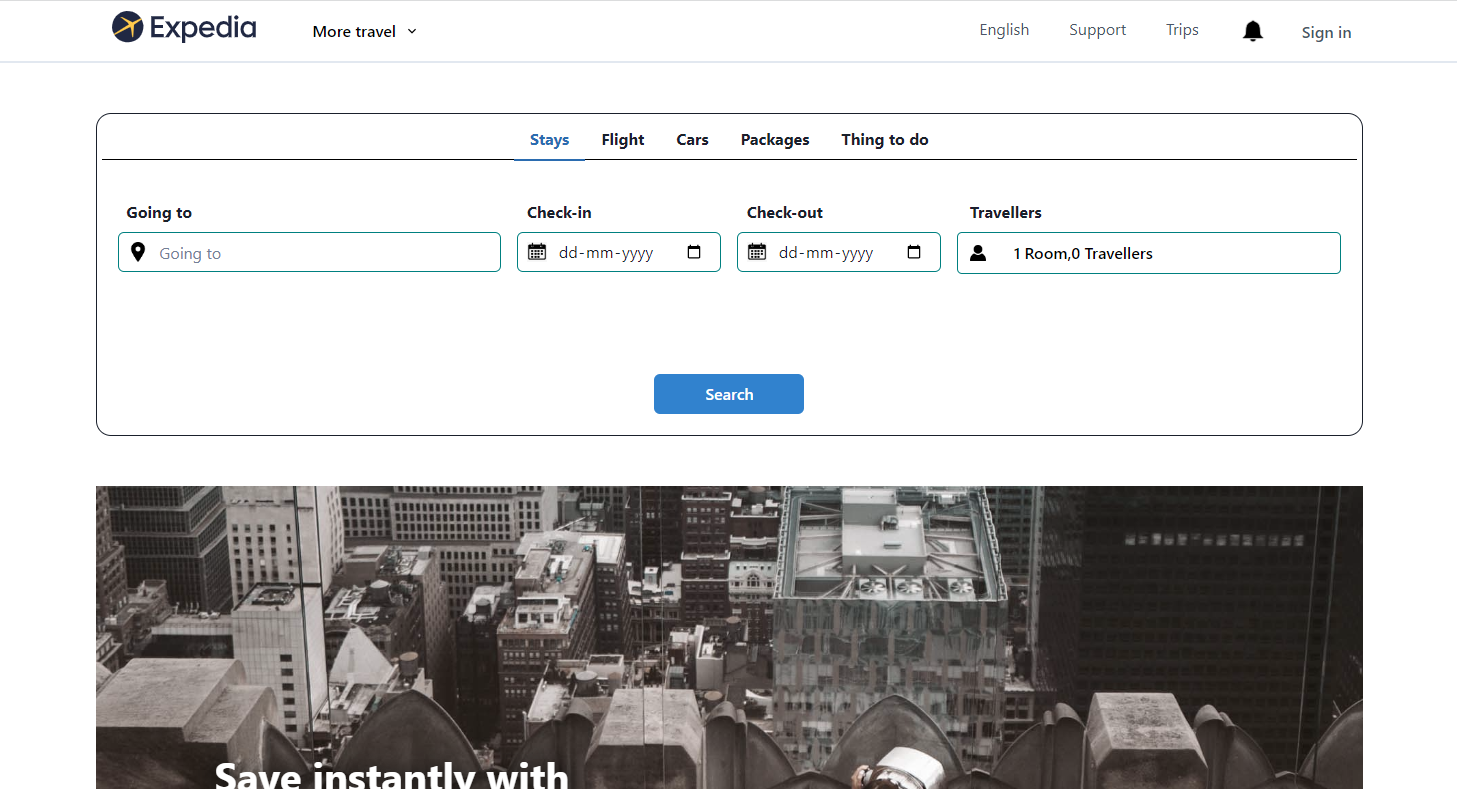 Expedia
More travel
English
Support
Trips
Sign in
Stays
Flight
Cars
Packages
Thing to do
Going to
Check-in
Check-out
Travellers
Going to
dd-mm-yyyy
dd-mm-yyyy
1 Room,0 Travellers
Search
Save instantly with